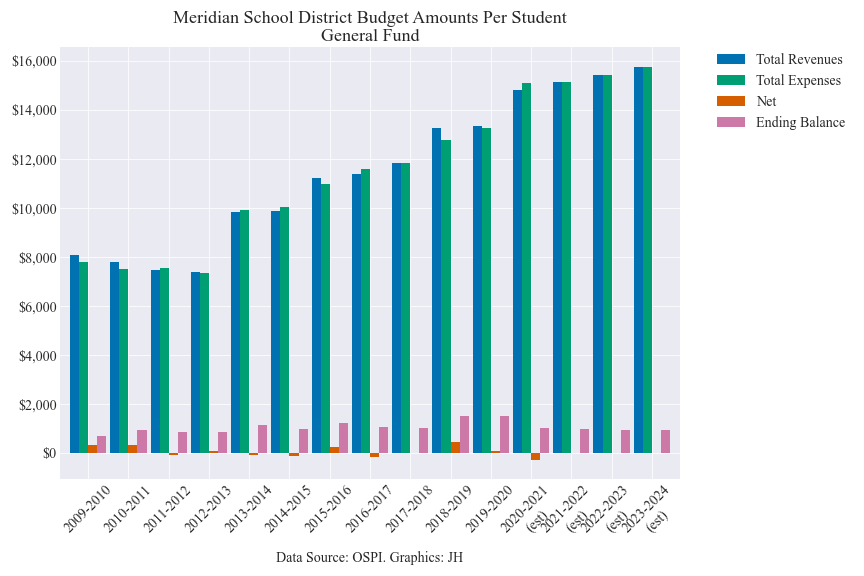 Meridian School District Budget Amounts Per Student
General Fund
$16,000
$14,000
$12,000
$10,000
$8,000
$6,000
$4,000
$2,000
$0
Total Revenues
Total Expenses
Net
Ending Balance
2009-2010
2010-2011
2011-2012
2012-2013
2013-2014
2014-2015
2015-2016
2016-2017
2017-2018
2018-2019
2019-2020
2020-2021
(est)
2021-2022
(est)
2022-2023
(est)
2023-2024
(est)
Data Source: OSPI. Graphics: JH